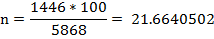 n = 1446 * 100 / 5868 = 21.6640502